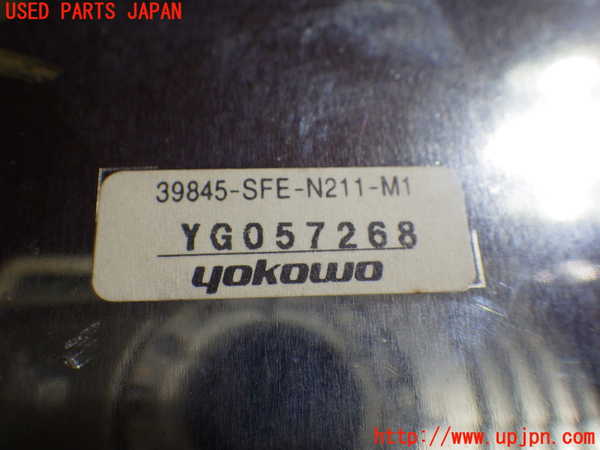 USED PARTS JAPAN
39845-SFE-N211-M1
YG057268
yokowo
http://www.upjpn.com/